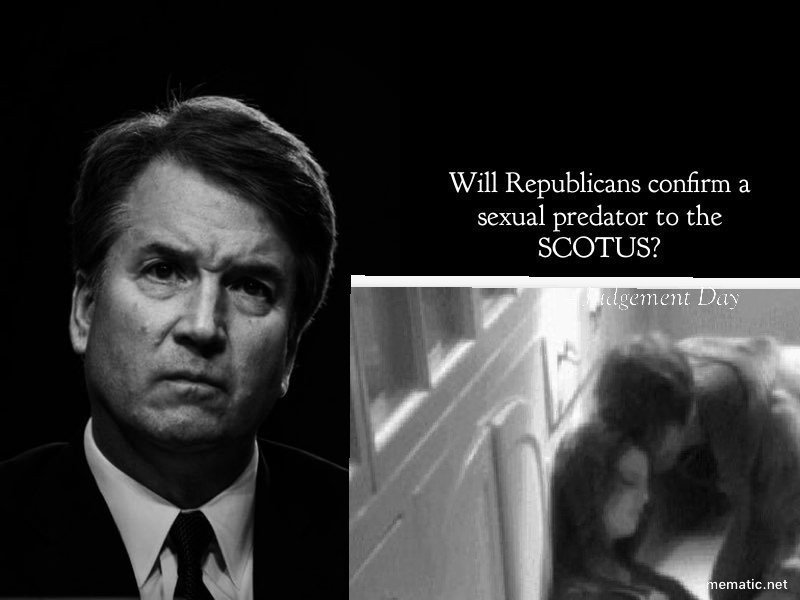 Will Republicans confirm a
sexual predator to the
SCOTUS?
Judgement Day
mematic.net